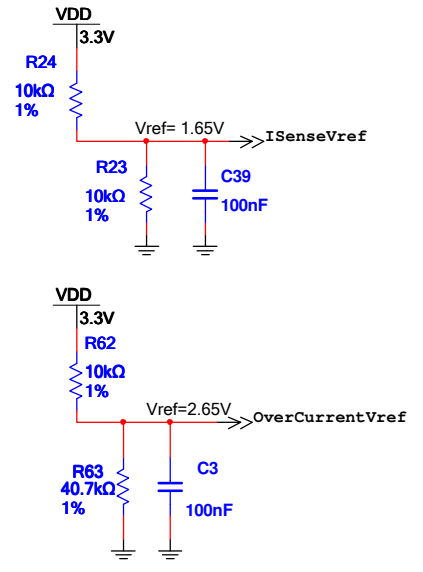 VDD
3.3V
R24
10kΩ
1%
Vref= 1.65V
ISenseVref
R23
10kΩ
1%
C39
100nF
VDD
3.3V
R62
10kΩ
1%
Vref=2.65V
OverCurrentVref
R63
40.7kΩ
1%
C3
100nF